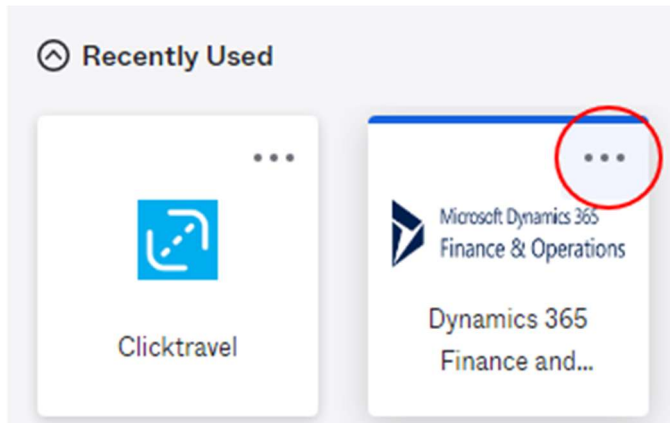 Recently Used
Microsoft Dynamics 365
Finance & Operations
Clicktravel
Dynamics 365
Finance and...